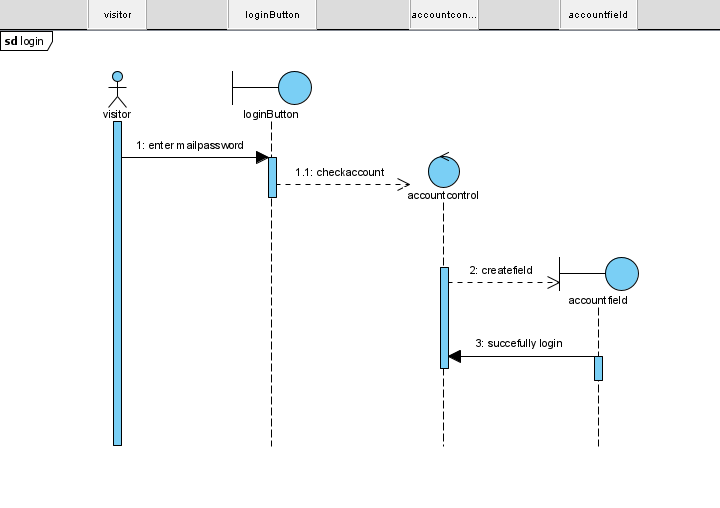 visitor
loginButton
accountcon...
accountfield
sd login
visitor
loginButton
1: enter mailpassword
1.1: checkaccount
accountcontrol
2: createfield
accountfield
3: succefully login